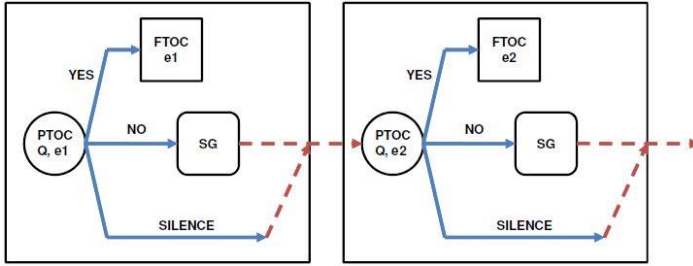 FTOC
e1
YES
PTOC
Q, e1
NO
SG
SILENCE
FTOC
e2
YES
PTOC
Q, e2
NO
SG
SILENCE